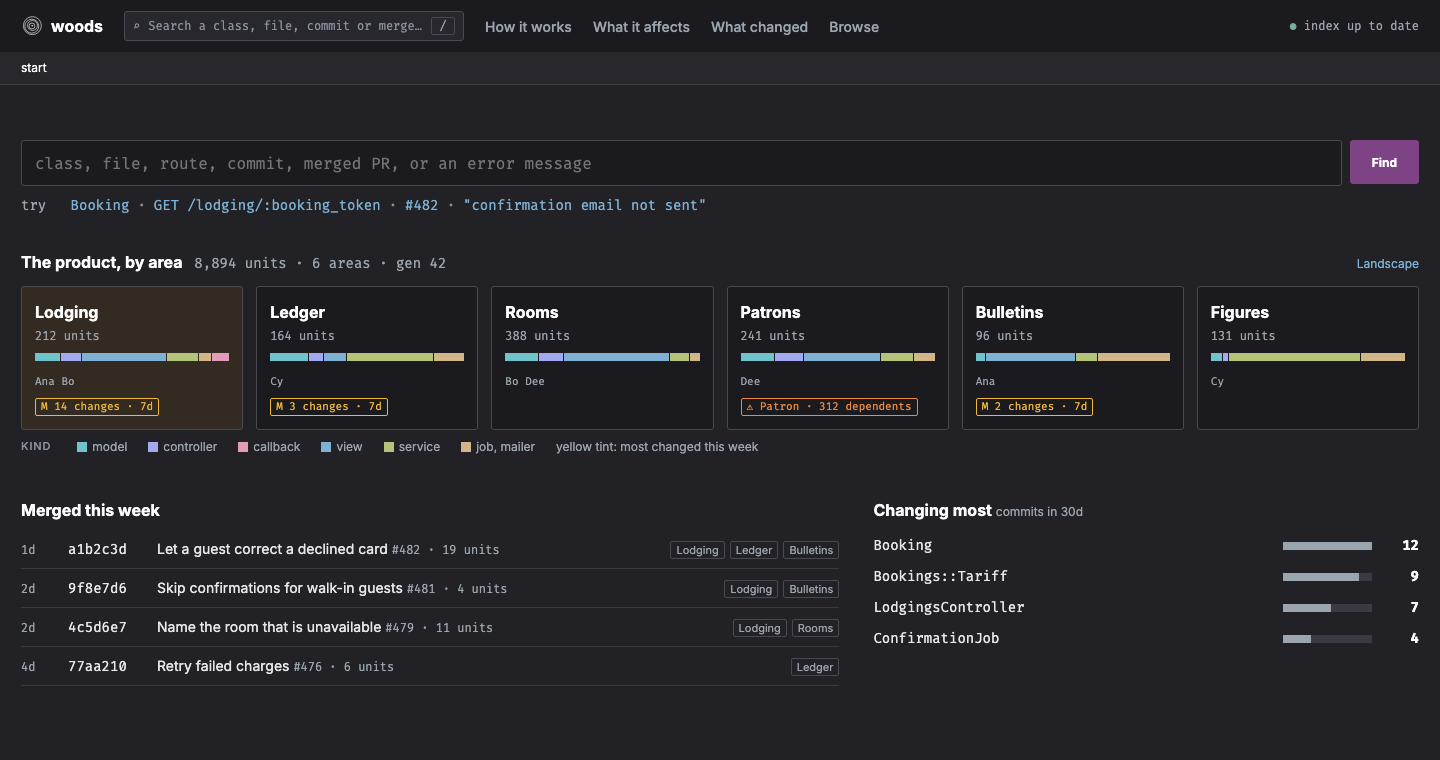 woods
Search a class, file, commit or merge… /
How it works
What it affects
What changed
Browse
index up to date
start
class, file, route, commit, merged PR, or an error message
Find
try Booking · GET /lodging/:booking_token · #482 · "confirmation email not sent"
The product, by area 8,894 units · 6 areas · gen 42
Landscape
Lodging
212 units
Ana Bo
M 14 changes · 7d
Ledger
164 units
Cy
M 3 changes · 7d
Rooms
388 units
Bo Dee
Patrons
241 units
Dee
⚠ Patron · 312 dependents
Bulletins
96 units
Ana
M 2 changes · 7d
Figures
131 units
Cy
KIND model controller callback view service job, mailer yellow tint: most changed this week
Merged this week
1d a1b2c3d Let a guest correct a declined card #482 · 19 units Lodging Ledger Bulletins
2d 9f8e7d6 Skip confirmations for walk-in guests #481 · 4 units Lodging Bulletins
2d 4c5d6e7 Name the room that is unavailable #479 · 11 units Lodging Rooms
4d 77aa210 Retry failed charges #476 · 6 units Ledger
Changing most commits in 30d
Booking 12
Bookings::Tariff 9
LodgingsController 7
ConfirmationJob 4